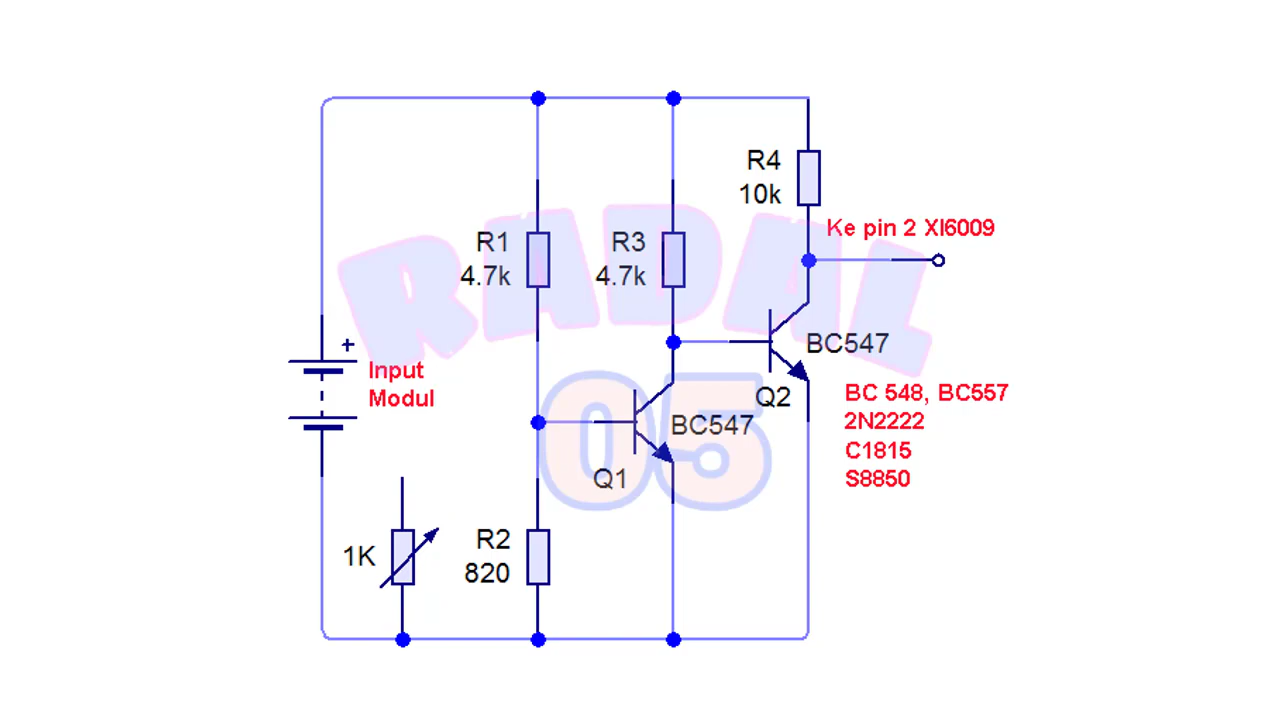 R4
10k
Ke pin 2 Xl6009
R1
4.7k
R3
4.7k
RADAL
05
+
Input
Modul
BC547
Q2
BC 548, BC557
2N2222
C1815
S8850
BC547
Q1
1K
R2
820